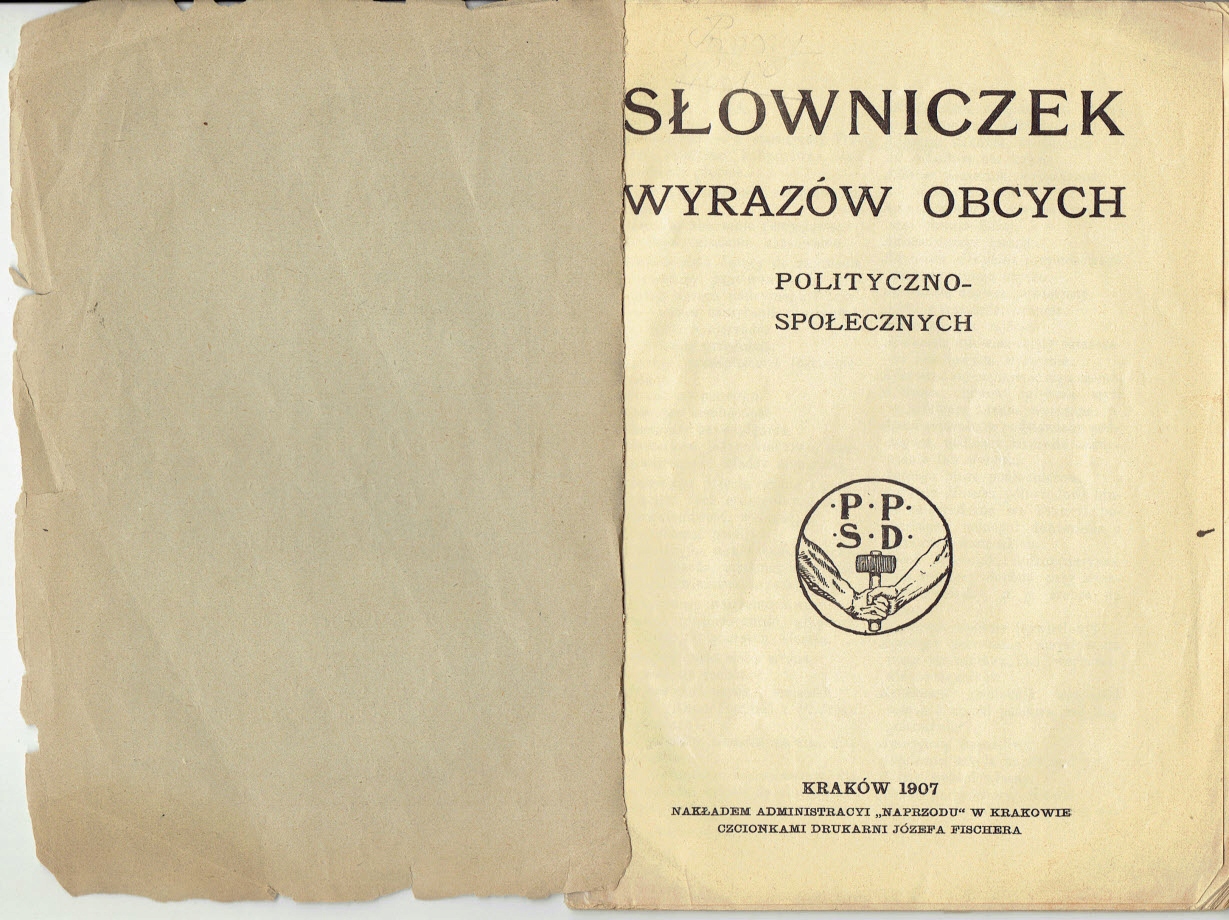 SŁOWNICZEK
WYRAZÓW OBCYCH
POLITYCZNO-
SPOŁECZNYCH
·P·P·
·S·D·
KRAKÓW 1907
NAKŁADEM ADMINISTRACYI „NAPRZODU“ W KRAKOWIE
CZCIONKAMI DRUKARNI JÓZEFA FISCHERA